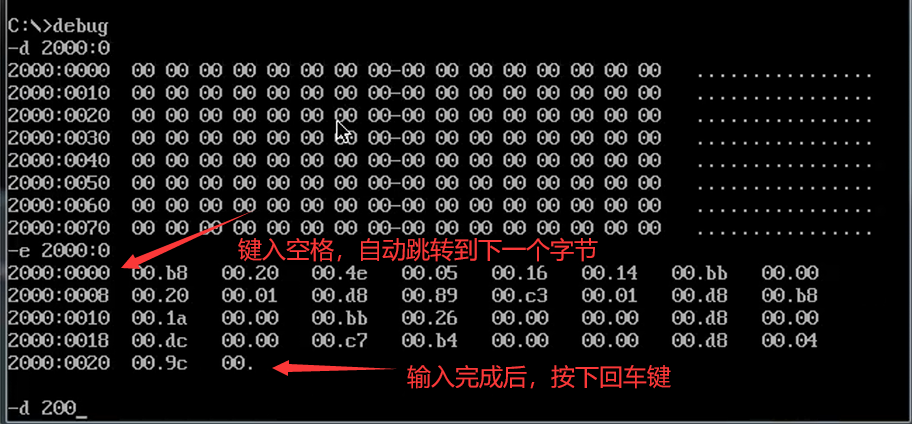 C:\>debug
-d 2000:0
2000:0000 00 00 00 00 00 00 00 00-00 00 00 00 00 00 00 00 ................
2000:0010 00 00 00 00 00 00 00 00-00 00 00 00 00 00 00 00 ................
2000:0020 00 00 00 00 00 00 00 00-00 00 00 00 00 00 00 00 ................
2000:0030 00 00 00 00 00 00 00 00-00 00 00 00 00 00 00 00 ................
2000:0040 00 00 00 00 00 00 00 00-00 00 00 00 00 00 00 00 ................
2000:0050 00 00 00 00 00 00 00 00-00 00 00 00 00 00 00 00 ................
2000:0060 00 00 00 00 00 00 00 00-00 00 00 00 00 00 00 00 ................
2000:0070 00 00 00 00 00 00 00 00-00 00 00 00 00 00 00 00 ................
-e 2000:0
键入空格，自动跳转到下一个字节
2000:0000 00.b8 00.20 00.4e 00.05 00.16 00.14 00.bb 00.00
2000:0008 00.20 00.01 00.d8 00.89 00.c3 00.01 00.d8 00.b8
2000:0010 00.1a 00.00 00.bb 00.26 00.00 00.00 00.d8 00.00
2000:0018 00.dc 00.00 00.c7 00.b4 00.00 00.00 00.d8 00.04
2000:0020 00.9c 00.
输入完成后，按下回车键
-d 200_